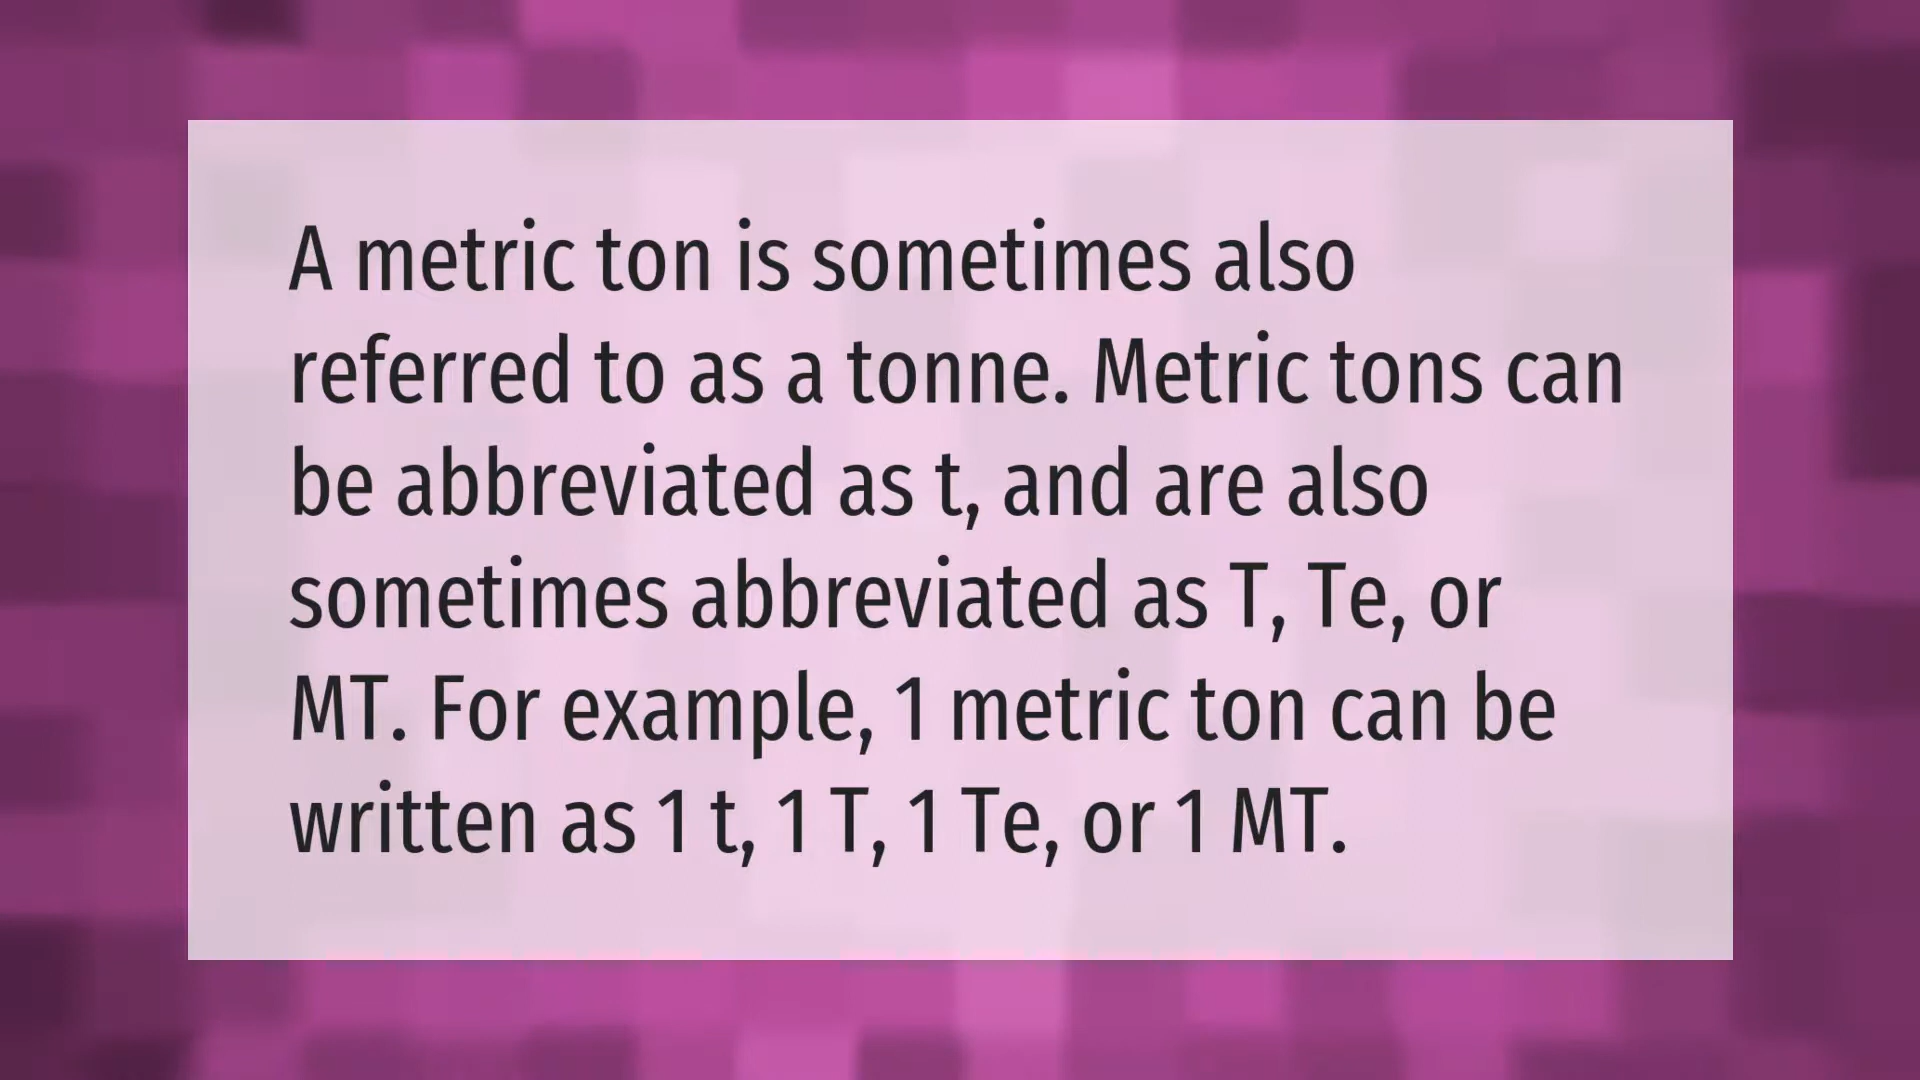 A metric ton is sometimes also
referred to as a tonne. Metric tons can
be abbreviated as t, and are also
sometimes abbreviated as T, Te, or
MT. For example, 1 metric ton can be
written as 1 t, 1 T, 1 Te, or 1 MT.